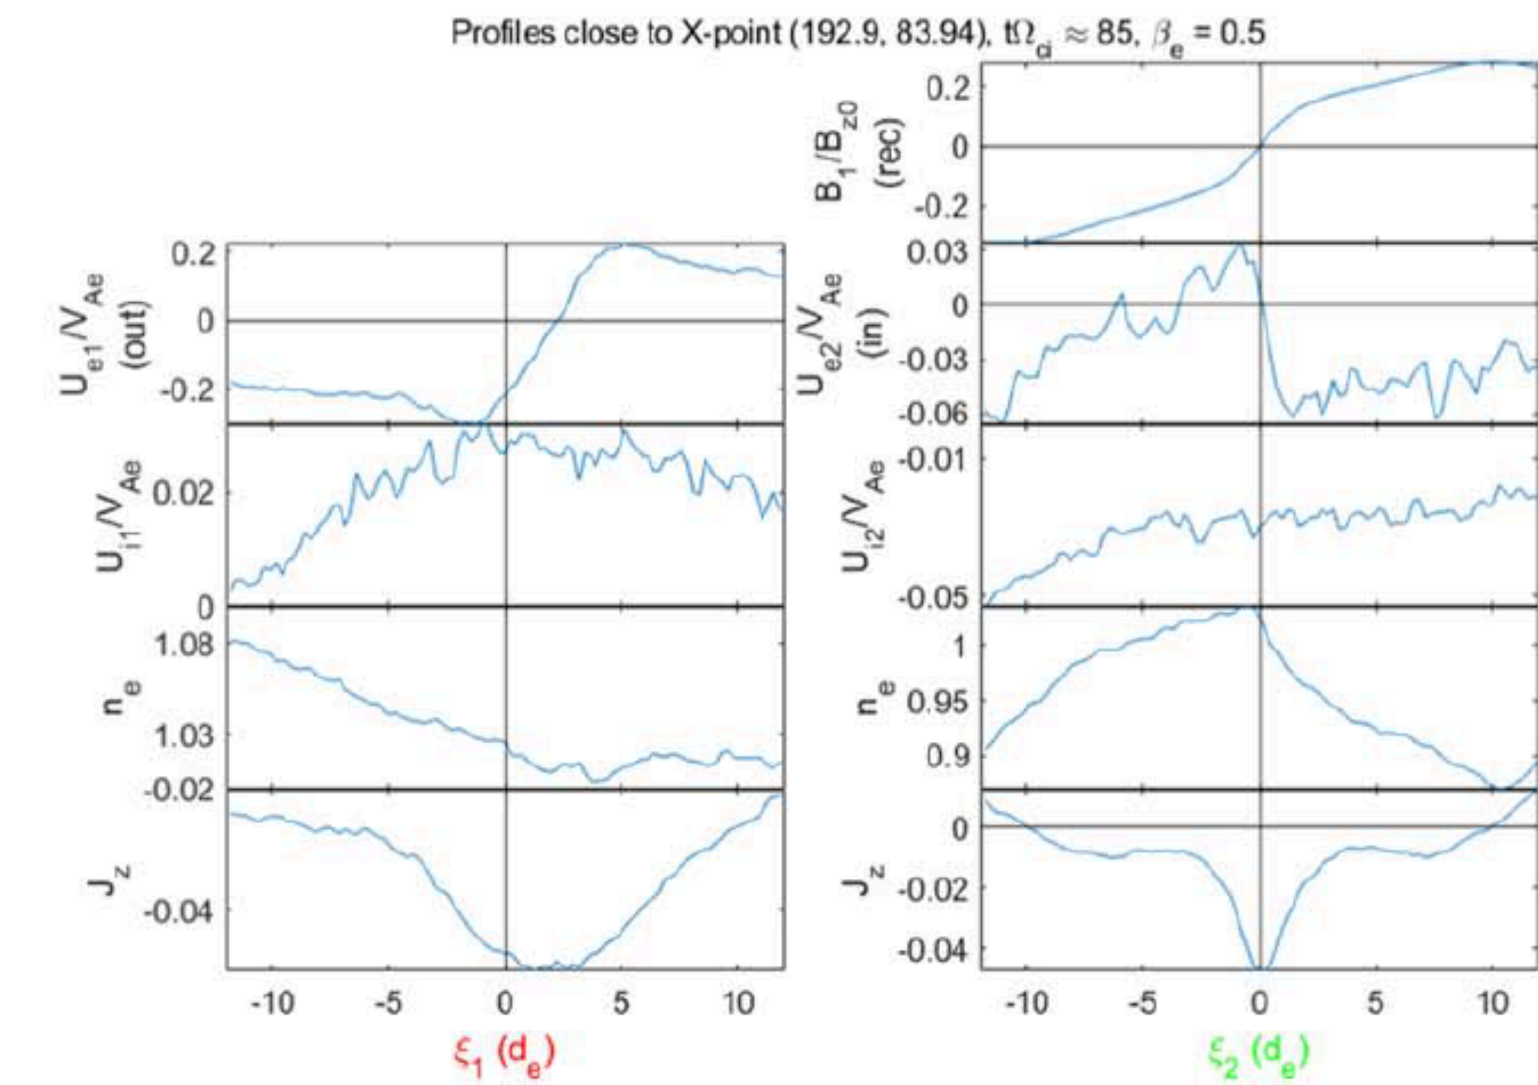 Profiles close to X-point (192.9, 83.94), tΩci ≈ 85, βe = 0.5
B1/Bz0
(rec)
0.2
0
-0.2
Ue1/VAe
(out)
0.2
0
-0.2
Ue2/VAe
(in)
0.03
0
-0.03
-0.06
Ui1/VAe
0.02
0
Ui2/VAe
-0.01
-0.05
ne
1.08
1.03
ne
1
0.95
0.9
Jz
-0.02
-0.04
Jz
0
-0.02
-0.04
-10 -5 0 5 10
-10 -5 0 5 10
ξ1 (de)
ξ2 (de)